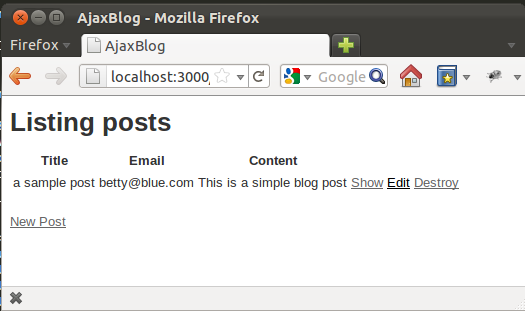 AjaxBlog - Mozilla Firefox
Firefox AjaxBlog
localhost:3000/ Google
Listing posts
Title Email Content
a sample post betty@blue.com This is a simple blog post Show Edit Destroy
New Post